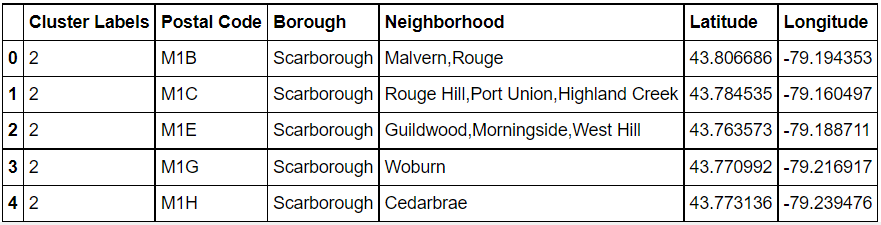 Cluster Labels Postal Code Borough Neighborhood Latitude Longitude
0 2 M1B Scarborough Malvern,Rouge 43.806686 -79.194353
1 2 M1C Scarborough Rouge Hill,Port Union,Highland Creek 43.784535 -79.160497
2 2 M1E Scarborough Guildwood,Morningside,West Hill 43.763573 -79.188711
3 2 M1G Scarborough Woburn 43.770992 -79.216917
4 2 M1H Scarborough Cedarbrae 43.773136 -79.239476